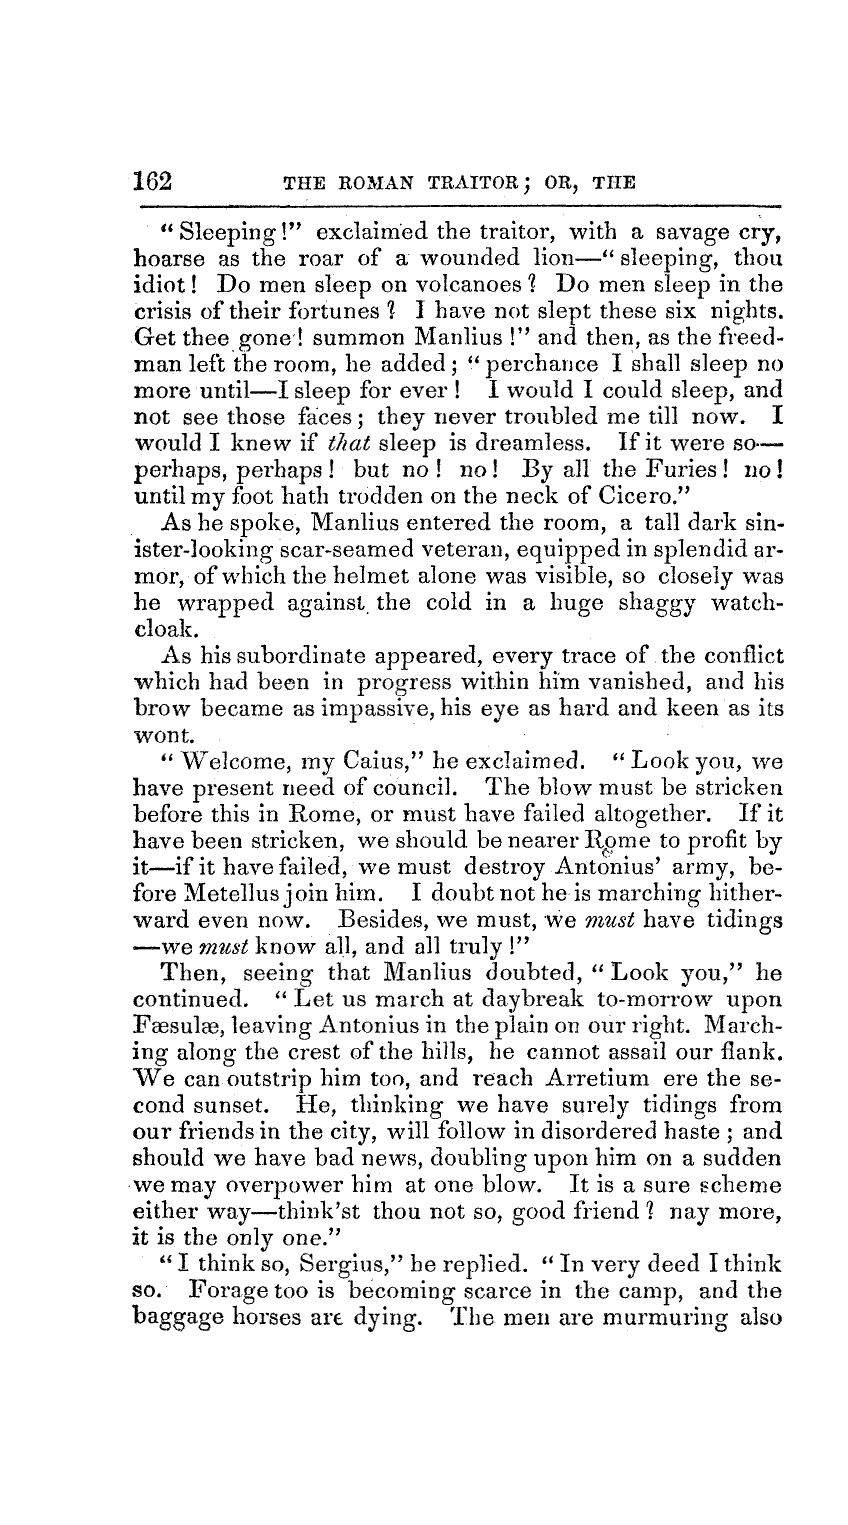 162 THE ROMAN TRAITOR; OR, THE
"Sleeping!" exclaimed the traitor, with a savage cry,
hoarse as the roar of a wounded lion—"sleeping, thou
idiot! Do men sleep on volcanoes? Do men sleep in the
crisis of their fortunes? I have not slept these six nights.
Get thee gone! summon Manlius!" and then, as the freed-
man left the room, he added; "perchance I shall sleep no
more until—I sleep for ever! I would I could sleep, and
not see those faces; they never troubled me till now. I
would I knew if that sleep is dreamless. If it were so—
perhaps, perhaps! but no! no! By all the Furies! no!
until my foot hath trodden on the neck of Cicero."
As he spoke, Manlius entered the room, a tall dark sin-
ister-looking scar-seamed veteran, equipped in splendid ar-
mor, of which the helmet alone was visible, so closely was
he wrapped against the cold in a huge shaggy watch-
cloak.
As his subordinate appeared, every trace of the conflict
which had been in progress within him vanished, and his
brow became as impassive, his eye as hard and keen as its
wont.
"Welcome, my Caius," he exclaimed. "Look you, we
have present need of council. The blow must be stricken
before this in Rome, or must have failed altogether. If it
have been stricken, we should be nearer Rome to profit by
it—if it have failed, we must destroy Antonius' army, be-
fore Metellus join him. I doubt not he is marching hither-
ward even now. Besides, we must, we must have tidings
—we must know all, and all truly!"
Then, seeing that Manlius doubted, "Look you," he
continued. "Let us march at daybreak to-morrow upon
Fæsulæ, leaving Antonius in the plain on our right. March-
ing along the crest of the hills, he cannot assail our flank.
We can outstrip him too, and reach Arretium ere the se-
cond sunset. He, thinking we have surely tidings from
our friends in the city, will follow in disordered haste; and
should we have bad news, doubling upon him on a sudden
we may overpower him at one blow. It is a sure scheme
either way—think'st thou not so, good friend? nay more,
it is the only one."
"I think so, Sergius," he replied. "In very deed I think
so. Forage too is becoming scarce in the camp, and the
baggage horses are dying. The men are murmuring also